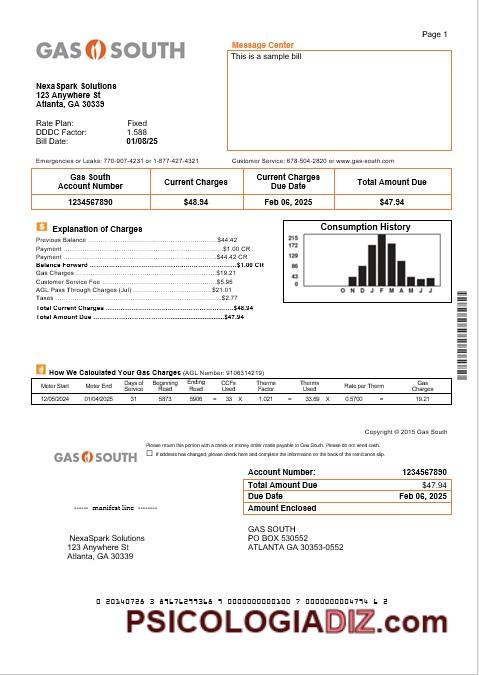 Page 1
GAS SOUTH
Message Center
This is a sample bill
NexaSpark Solutions
123 Anywhere St
Atlanta, GA 30339
Rate Plan: Fixed
DDDC Factor: 1.588
Bill Date: 01/08/25
Emergencies or Leaks: 770-907-4231 or 1-877-427-4321 Customer Service: 678-504-2820 or www.gas-south.com
Gas South Account Number Current Charges Current Charges Due Date Total Amount Due
1234567890 $48.94 Feb 06, 2025 $47.94
Explanation of Charges
Previous Balance $44.42
Payment $1.00 CR
Payment $44.42 CR
Balance Forward $1.00 CR
Gas Charges $19.21
Customer Service Fee $5.95
AGL Pass Through Charges (Jul) $21.01
Taxes $2.77
Total Current Charges $48.94
Total Amount Due $47.94
Consumption History
215
172
129
86
43
0
O N D J F M A M J J
How We Calculated Your Gas Charges (AGL Number: 9106314219)
Meter Start Meter End Days of Service Beginning Read Ending Read CCFs Used Therms Factor Therms Used Rate per Therm Gas Charges
12/05/2024 01/04/2025 31 5873 5906 = 33 X 1.021 = 33.69 X 0.5700 = 19.21
Copyright © 2015 Gas South
GAS SOUTH
Please return this portion with a check or money order made payable to Gas South. Please do not send cash.
If address has changed, please check here and complete the information on the back of the remittance slip.
Account Number: 1234567890
Total Amount Due $47.94
Due Date Feb 06, 2025
Amount Enclosed
------ manifest line --------
NexaSpark Solutions
123 Anywhere St
Atlanta, GA 30339
GAS SOUTH
PO BOX 530552
ATLANTA GA 30353-0552
0 20140728 3 89676299368 9 0000000000100 7 0000000004794 6 2
PSICOLOGIADIZ.com